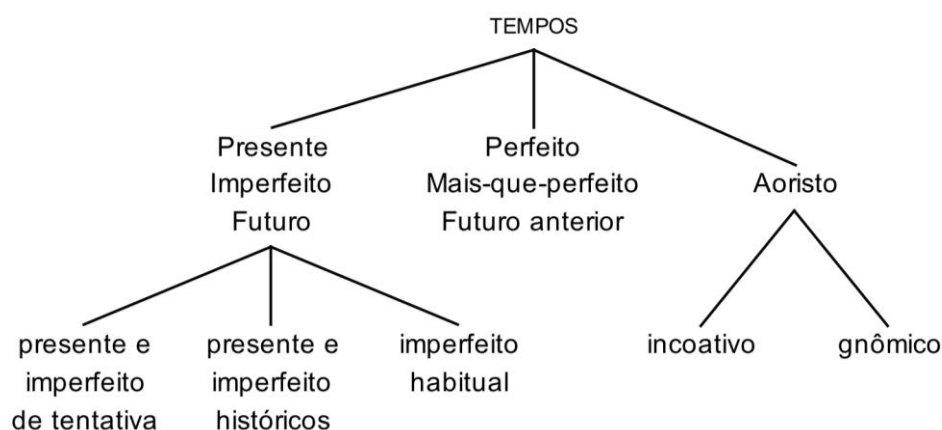 TEMPOS
Presente
Imperfeito
Futuro
Perfeito
Mais-que-perfeito
Futuro anterior
Aoristo
presente e
imperfeito
de tentativa
presente e
imperfeito
históricos
imperfeito
habitual
incoativo
gnômico